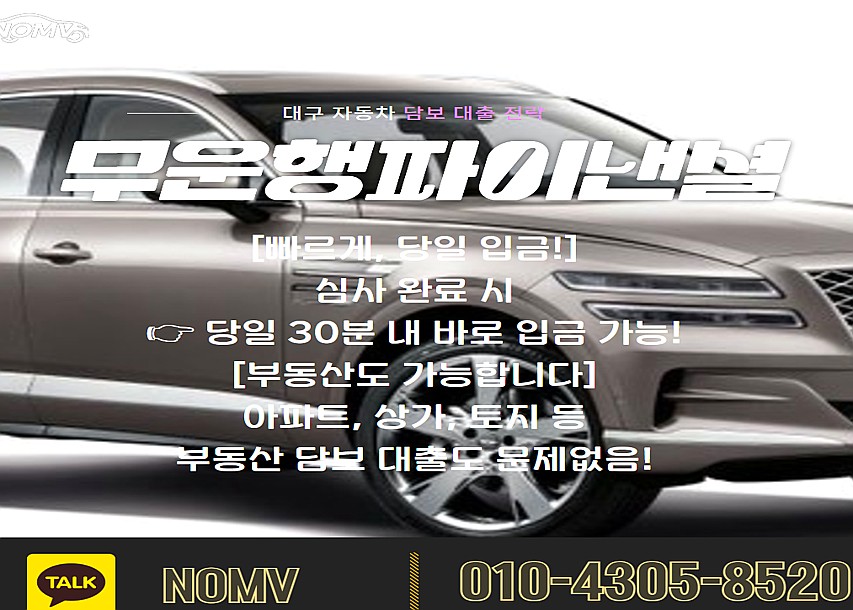 NOMV
대구 자동차 담보 대출 전략
무운행파이낸셜
[빠르게, 당일 입금!]
심사 완료 시
👉 당일 30분 내 바로 입금 가능!
[부동산도 가능합니다]
아파트, 상가, 토지 등
부동산 담보 대출도 문제없음!
TALK
NOMV
010-4305-8520